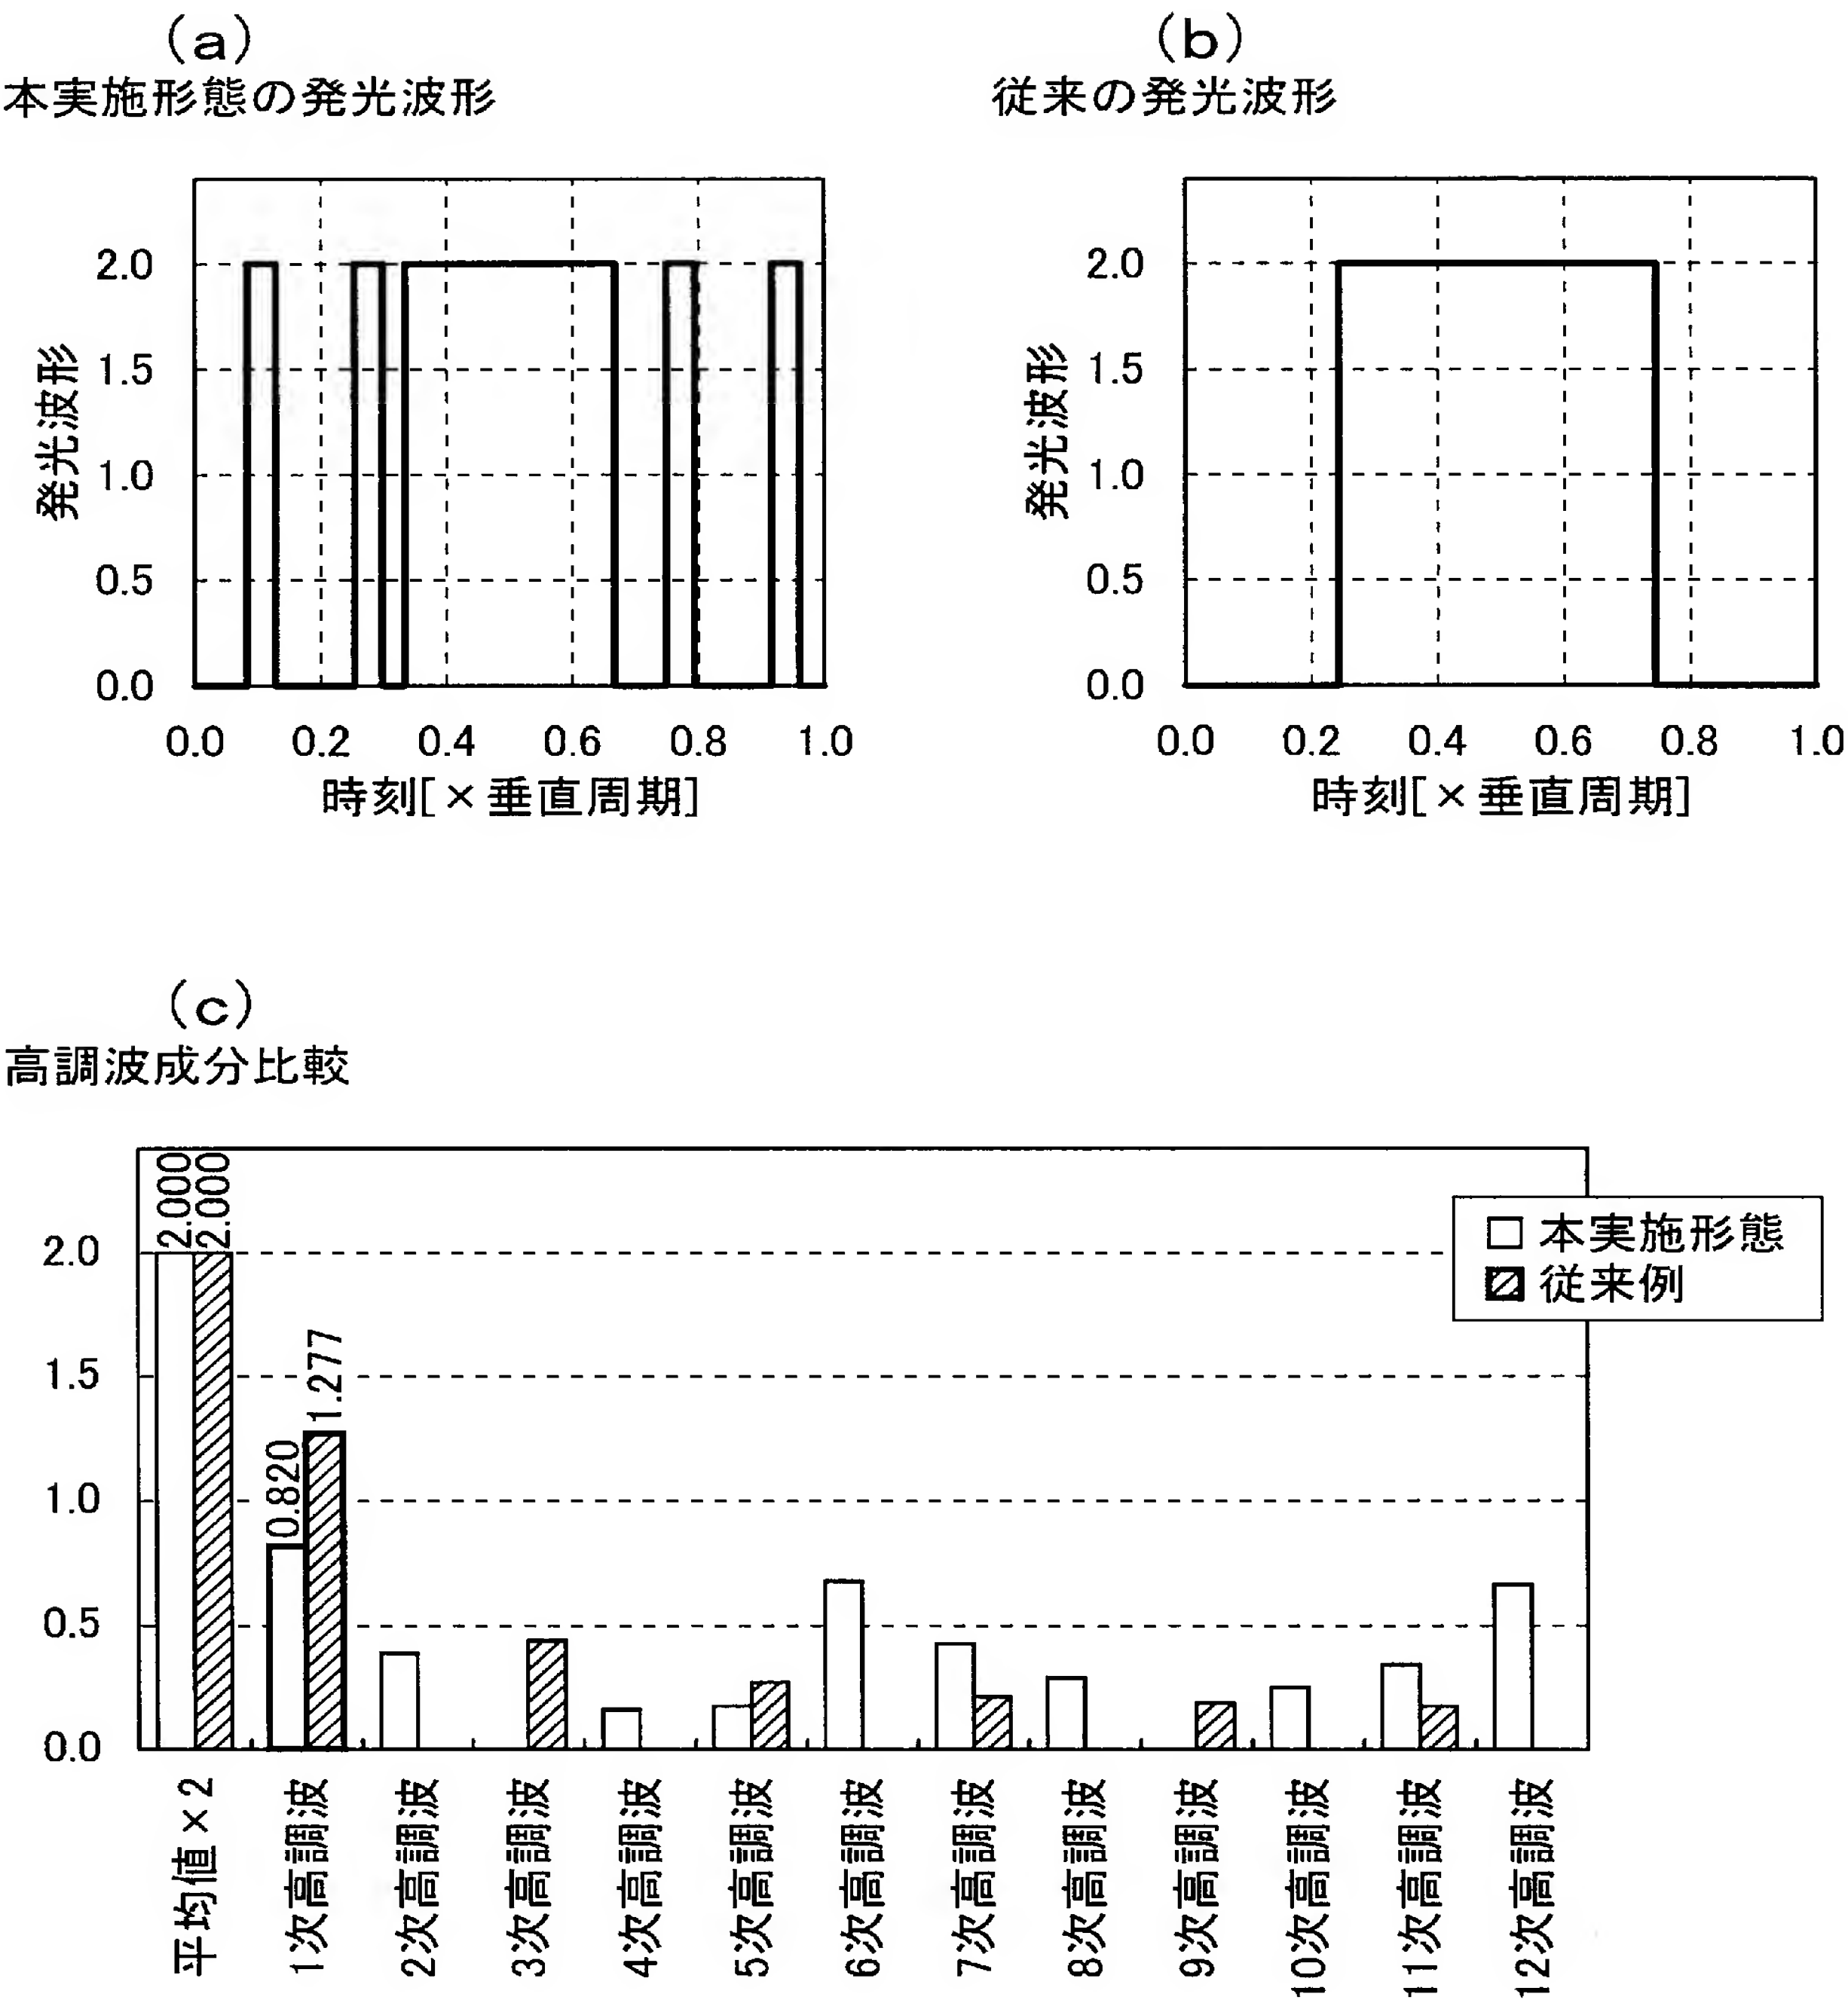 (a)
本実施形態の発光波形
2.0
1.5
1.0
0.5
0.0
発光波形
0.0 0.2 0.4 0.6 0.8 1.0
時刻[×垂直周期]
(b)
従来の発光波形
2.0
1.5
1.0
0.5
0.0
発光波形
0.0 0.2 0.4 0.6 0.8 1.0
時刻[×垂直周期]
(c)
高調波成分比較
2.0
1.5
1.0
0.5
0.0
2.000
2.000
0.820
1.277
本実施形態
従来例
平均値×2
1次高調波
2次高調波
3次高調波
4次高調波
5次高調波
6次高調波
7次高調波
8次高調波
9次高調波
10次高調波
11次高調波
12次高調波